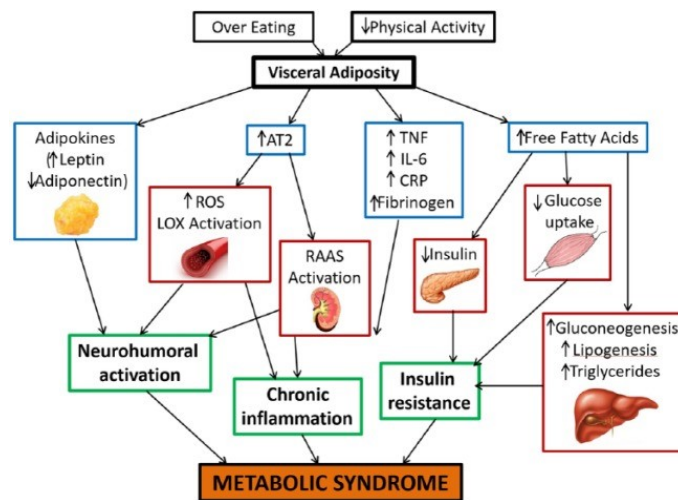 Over Eating
↓Physical Activity
Visceral Adiposity
Adipokines
(↑Leptin
↓Adiponectin)
↑AT2
↑ TNF
↑ IL-6
↑ CRP
↑Fibrinogen
↑Free Fatty Acids
↑ ROS
LOX Activation
RAAS
Activation
↓Insulin
↓ Glucose
uptake
↑Gluconeogenesis
↑ Lipogenesis
↑Triglycerides
Neurohumoral
activation
Chronic
inflammation
Insulin
resistance
METABOLIC SYNDROME